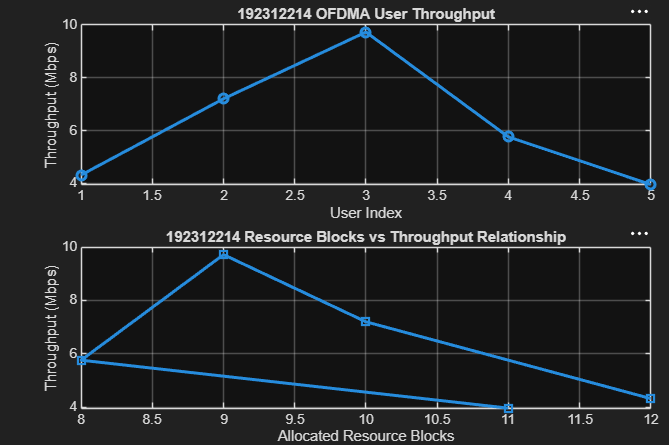 192312214 OFDMA User Throughput
10
8
6
4
Throughput (Mbps)
1 1.5 2 2.5 3 3.5 4 4.5 5
User Index
192312214 Resource Blocks vs Throughput Relationship
10
8
6
4
Throughput (Mbps)
8 8.5 9 9.5 10 10.5 11 11.5 12
Allocated Resource Blocks